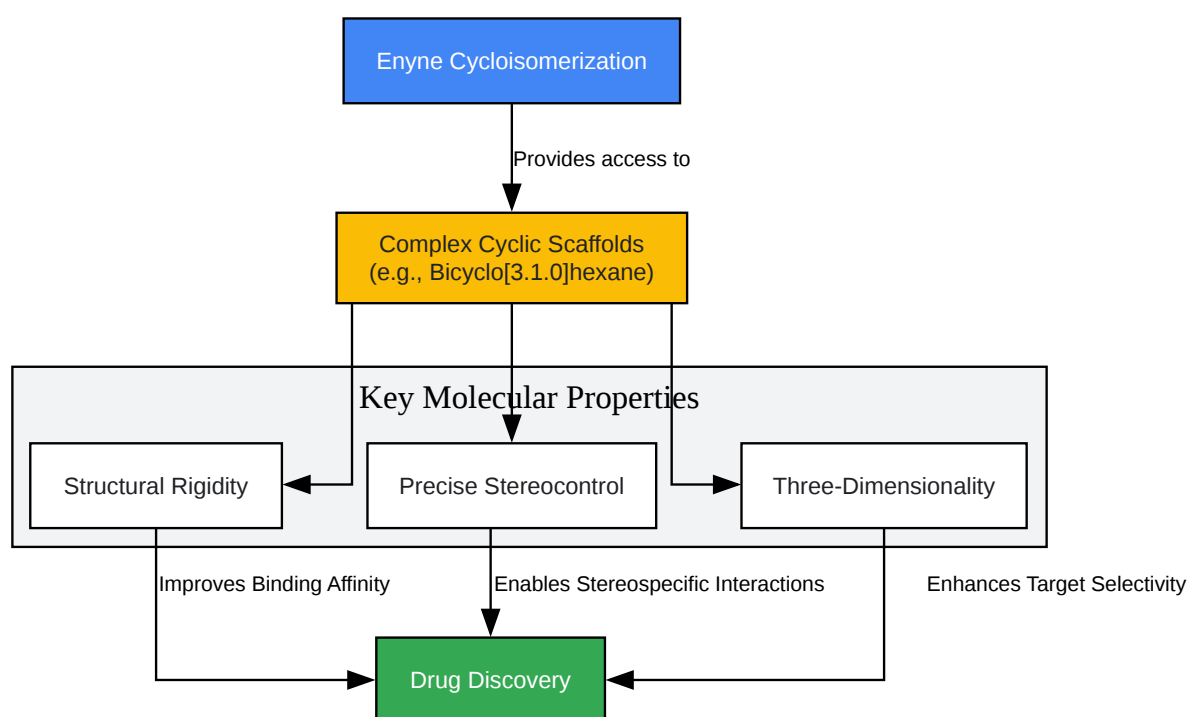 Enyne Cycloisomerization
Provides access to
Complex Cyclic Scaffolds
(e.g., Bicyclo[3.1.0]hexane)
Key Molecular Properties
Structural Rigidity
Precise Stereocontrol
Three-Dimensionality
Improves Binding Affinity
Enables Stereospecific Interactions
Enhances Target Selectivity
Drug Discovery